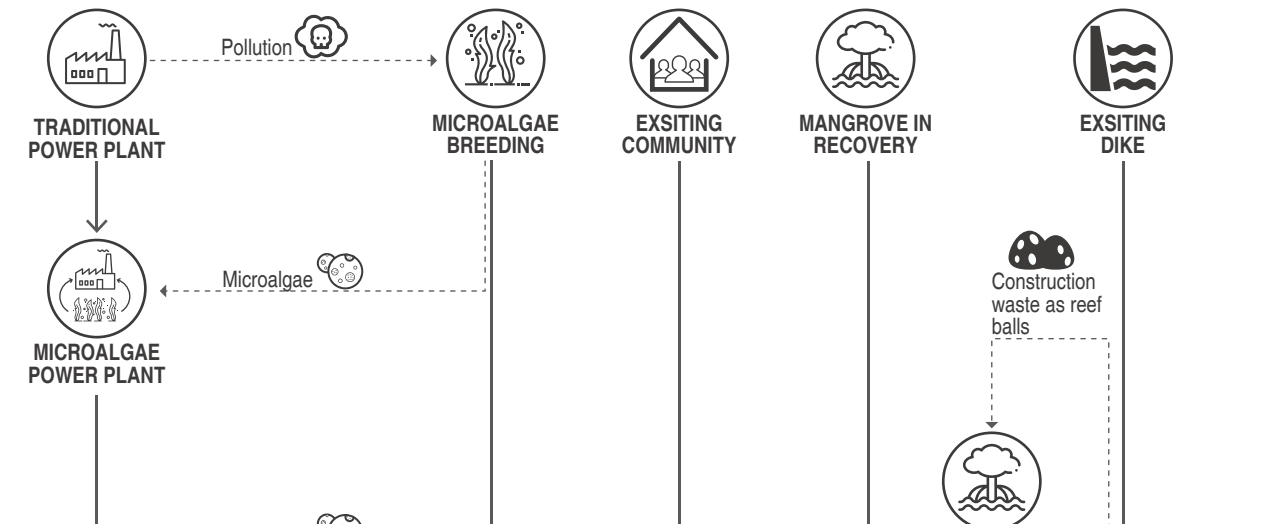 Pollution
TRADITIONAL
POWER PLANT
MICROALGAE
BREEDING
EXSITING
COMMUNITY
MANGROVE IN
RECOVERY
EXSITING
DIKE
Microalgae
Construction
waste as reef
balls
MICROALGAE
POWER PLANT